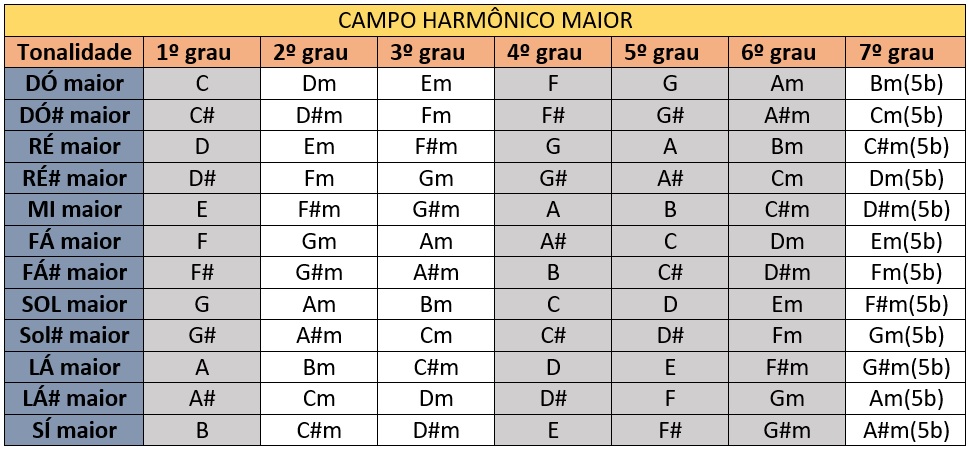 CAMPO HARMÔNICO MAIOR
Tonalidade 1º grau 2º grau 3º grau 4º grau 5º grau 6º grau 7º grau
DÓ maior C Dm Em F G Am Bm(5b)
DÓ# maior C# D#m Fm F# G# A#m Cm(5b)
RÉ maior D Em F#m G A Bm C#m(5b)
RÉ# maior D# Fm Gm G# A# Cm Dm(5b)
MI maior E F#m G#m A B C#m D#m(5b)
FÁ maior F Gm Am A# C Dm Em(5b)
FÁ# maior F# G#m A#m B C# D#m Fm(5b)
SOL maior G Am Bm C D Em F#m(5b)
Sol# maior G# A#m Cm C# D# Fm Gm(5b)
LÁ maior A Bm C#m D E F#m G#m(5b)
LÁ# maior A# Cm Dm D# F Gm Am(5b)
SÍ maior B C#m D#m E F# G#m A#m(5b)